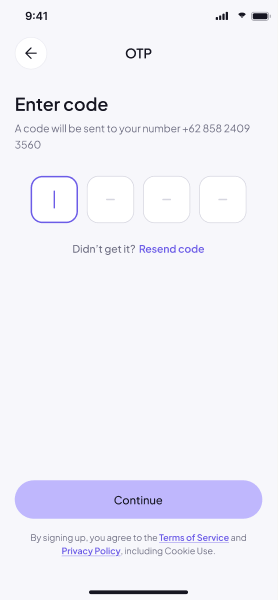 9:41
OTP
Enter code
A code will be sent to your number +62 858 2409
3560
Didn't get it? Resend code
Continue
By signing up, you agree to the Terms of Service and
Privacy Policy, including Cookie Use.